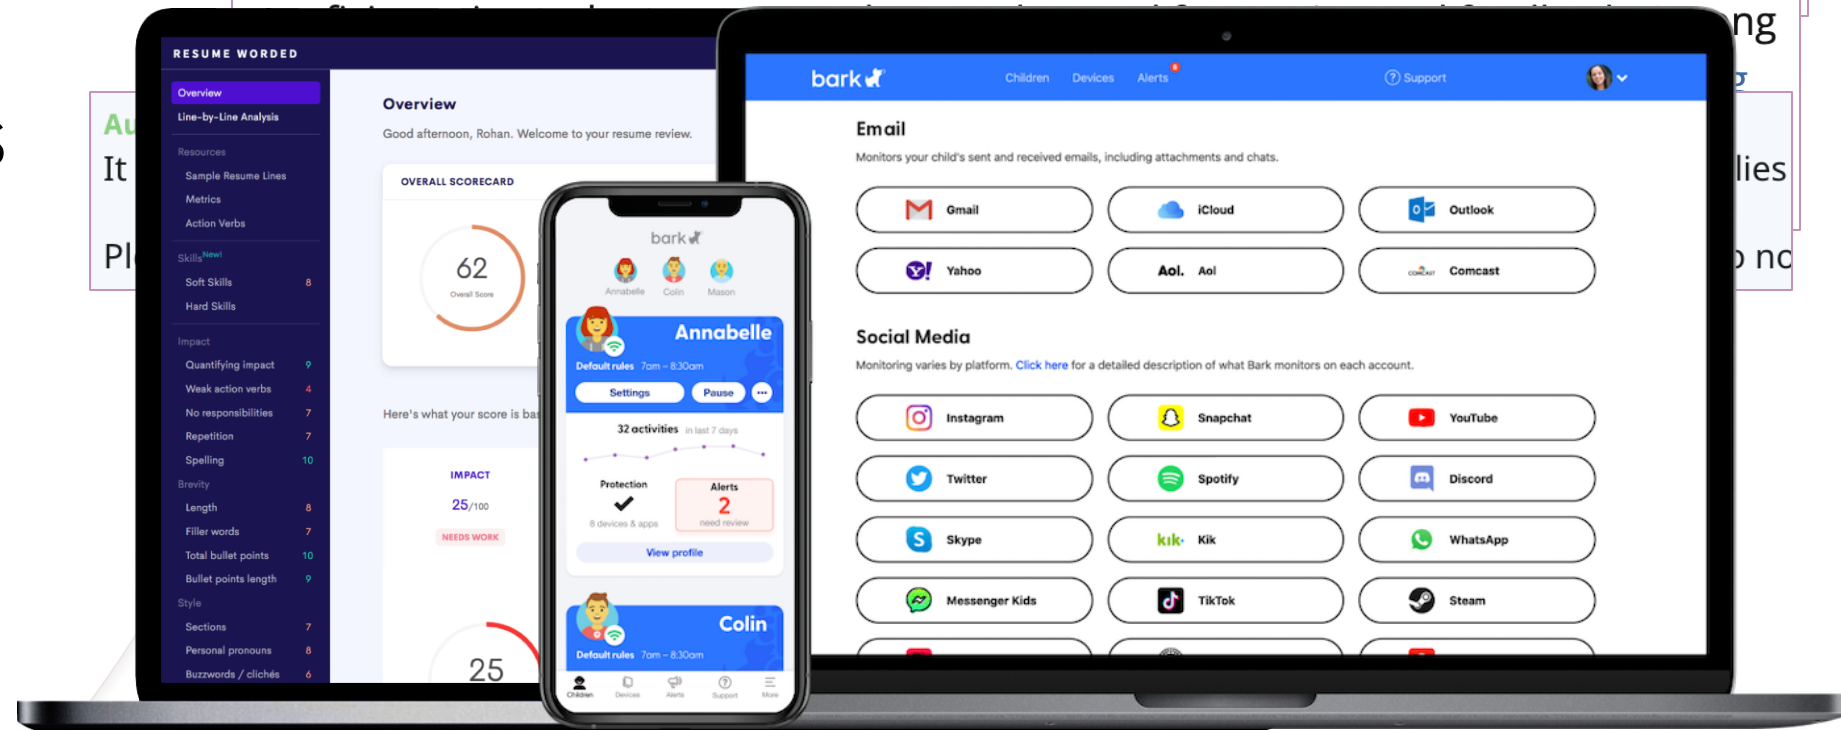 ng
Au
It
lies
Pl
o no
RESUME WORDED
Overview
Line-by-Line Analysis
Resources
Sample Resume Lines
Metrics
Action Verbs
Skills New!
Soft Skills 8
Hard Skills
Impact
Quantifying impact 9
Weak action verbs 4
No responsibilities 7
Repetition 7
Spelling 10
Brevity
Length 8
Filler words 7
Total bullet points 10
Bullet points length 9
Style
Sections 7
Personal pronouns 8
Buzzwords / clichés 6
Overview
Good afternoon, Rohan. Welcome to your resume review.
OVERALL SCORECARD
62
Overall Score
Here's what your score is bas
IMPACT
25/100
NEEDS WORK
25
bark
Annabelle Colin Mason
Annabelle
Default rules 7am – 8:30am
Settings Pause
32 activities in last 7 days
Protection
8 devices & apps
Alerts
2
need review
View profile
Colin
Default rules 7am – 8:30am
Children Devices Alerts Support More
bark Children Devices Alerts Support
Email
Monitors your child's sent and received emails, including attachments and chats.
Gmail iCloud Outlook
Yahoo Aol. Aol COMCAST Comcast
Social Media
Monitoring varies by platform. Click here for a detailed description of what Bark monitors on each account.
Instagram Snapchat YouTube
Twitter Spotify Discord
Skype kik Kik WhatsApp
Messenger Kids TikTok Steam